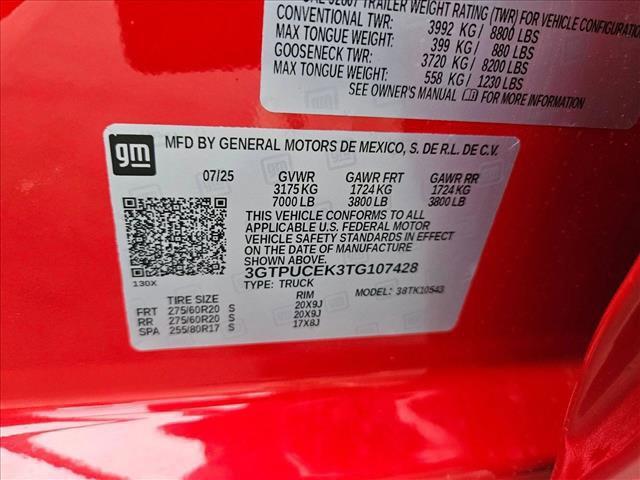 TRAILER WEIGHT RATING (TWR) FOR VEHICLE CONFIGURATION
CONVENTIONAL TWR: 3992 KG / 8800 LBS
MAX TONGUE WEIGHT: 399 KG / 880 LBS
GOOSENECK TWR: 3720 KG / 8200 LBS
MAX TONGUE WEIGHT: 558 KG / 1230 LBS
SEE OWNER'S MANUAL FOR MORE INFORMATION
gm MFD BY GENERAL MOTORS DE MEXICO, S. DE R.L. DE C.V.
07/25 GVWR GAWR FRT GAWR RR
3175 KG 1724 KG 1724 KG
7000 LB 3800 LB 3800 LB
THIS VEHICLE CONFORMS TO ALL
APPLICABLE U.S. FEDERAL MOTOR
VEHICLE SAFETY STANDARDS IN EFFECT
ON THE DATE OF MANUFACTURE
SHOWN ABOVE.
3GTPUCEK3TG107428
130X TYPE: TRUCK MODEL: 38TK10543
TIRE SIZE RIM
FRT 275/60R20 S 20X9J
RR 275/60R20 S 20X9J
SPA 255/80R17 S 17X8J